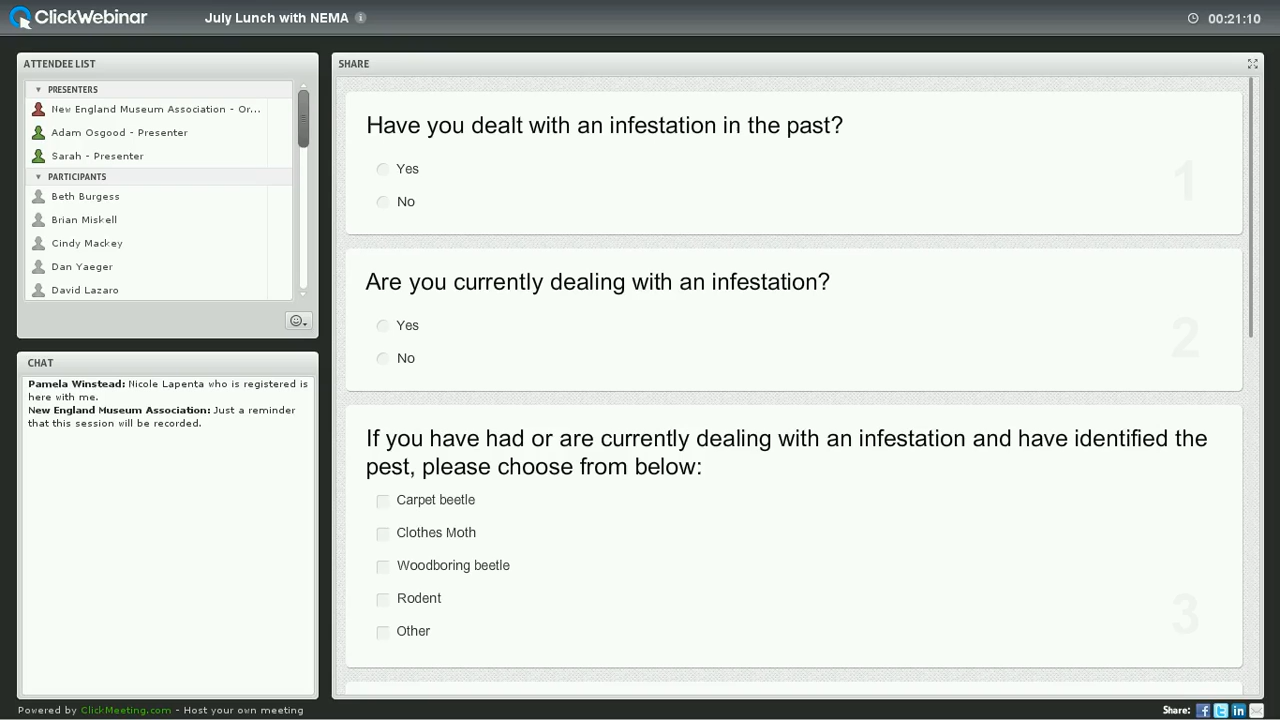 ClickWebinar
July Lunch with NEMA
00:21:10
ATTENDEE LIST
PRESENTERS
New England Museum Association - Or...
Adam Osgood - Presenter
Sarah - Presenter
PARTICIPANTS
Beth Burgess
Brian Miskell
Cindy Mackey
Dan Yaeger
David Lazaro
CHAT
Pamela Winstead: Nicole Lapenta who is registered is
here with me.
New England Museum Association: Just a reminder
that this session will be recorded.
SHARE
Have you dealt with an infestation in the past?
Yes
No
1
Are you currently dealing with an infestation?
Yes
No
2
If you have had or are currently dealing with an infestation and have identified the
pest, please choose from below:
Carpet beetle
Clothes Moth
Woodboring beetle
Rodent
Other
3
Powered by ClickMeeting.com - Host your own meeting
Share: